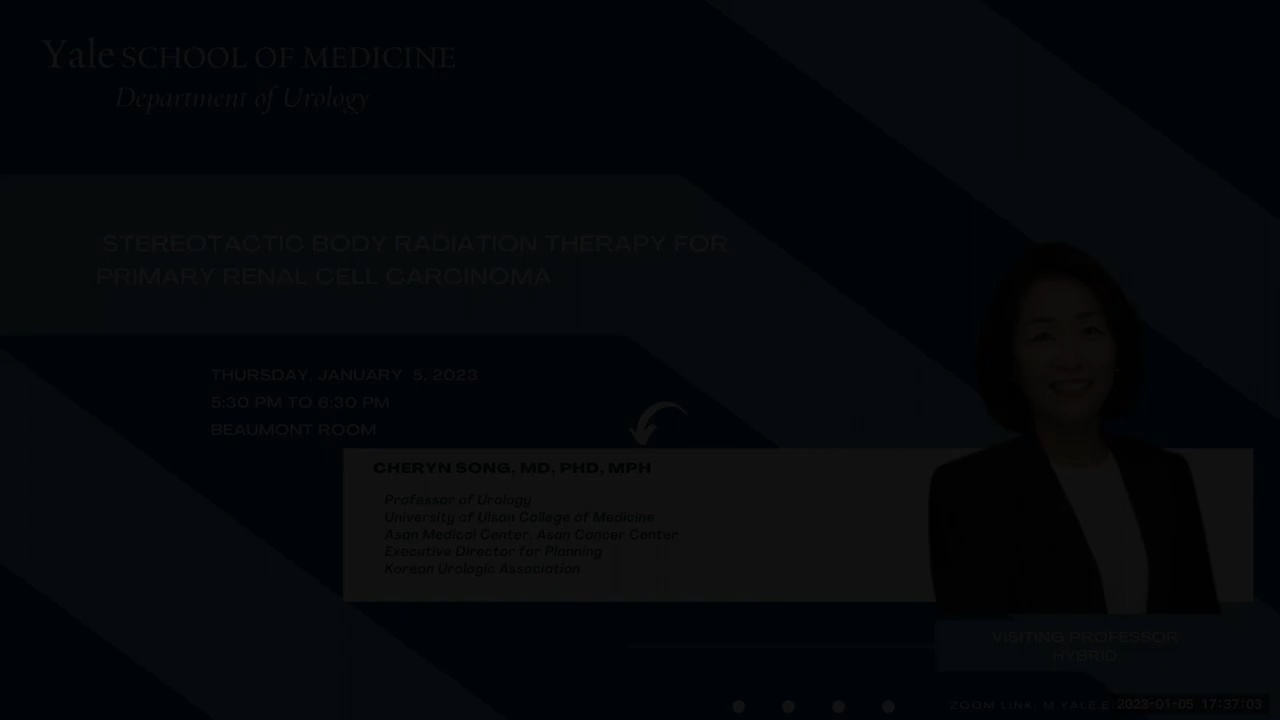 Yale SCHOOL OF MEDICINE
Department of Urology
STEREOTACTIC BODY RADIATION THERAPY FOR
PRIMARY RENAL CELL CARCINOMA
THURSDAY, JANUARY 5, 2023
5:30 PM TO 6:30 PM
BEAUMONT ROOM
CHERYN SONG, MD, PHD, MPH
Professor of Urology
University of Ulsan College of Medicine
Asan Medical Center, Asan Cancer Center
Executive Director for Planning
Korean Urologic Association
VISITING PROFESSOR
HYBRID
ZOOM LINK: M.YALE.E
2023-01-05 17:37:03